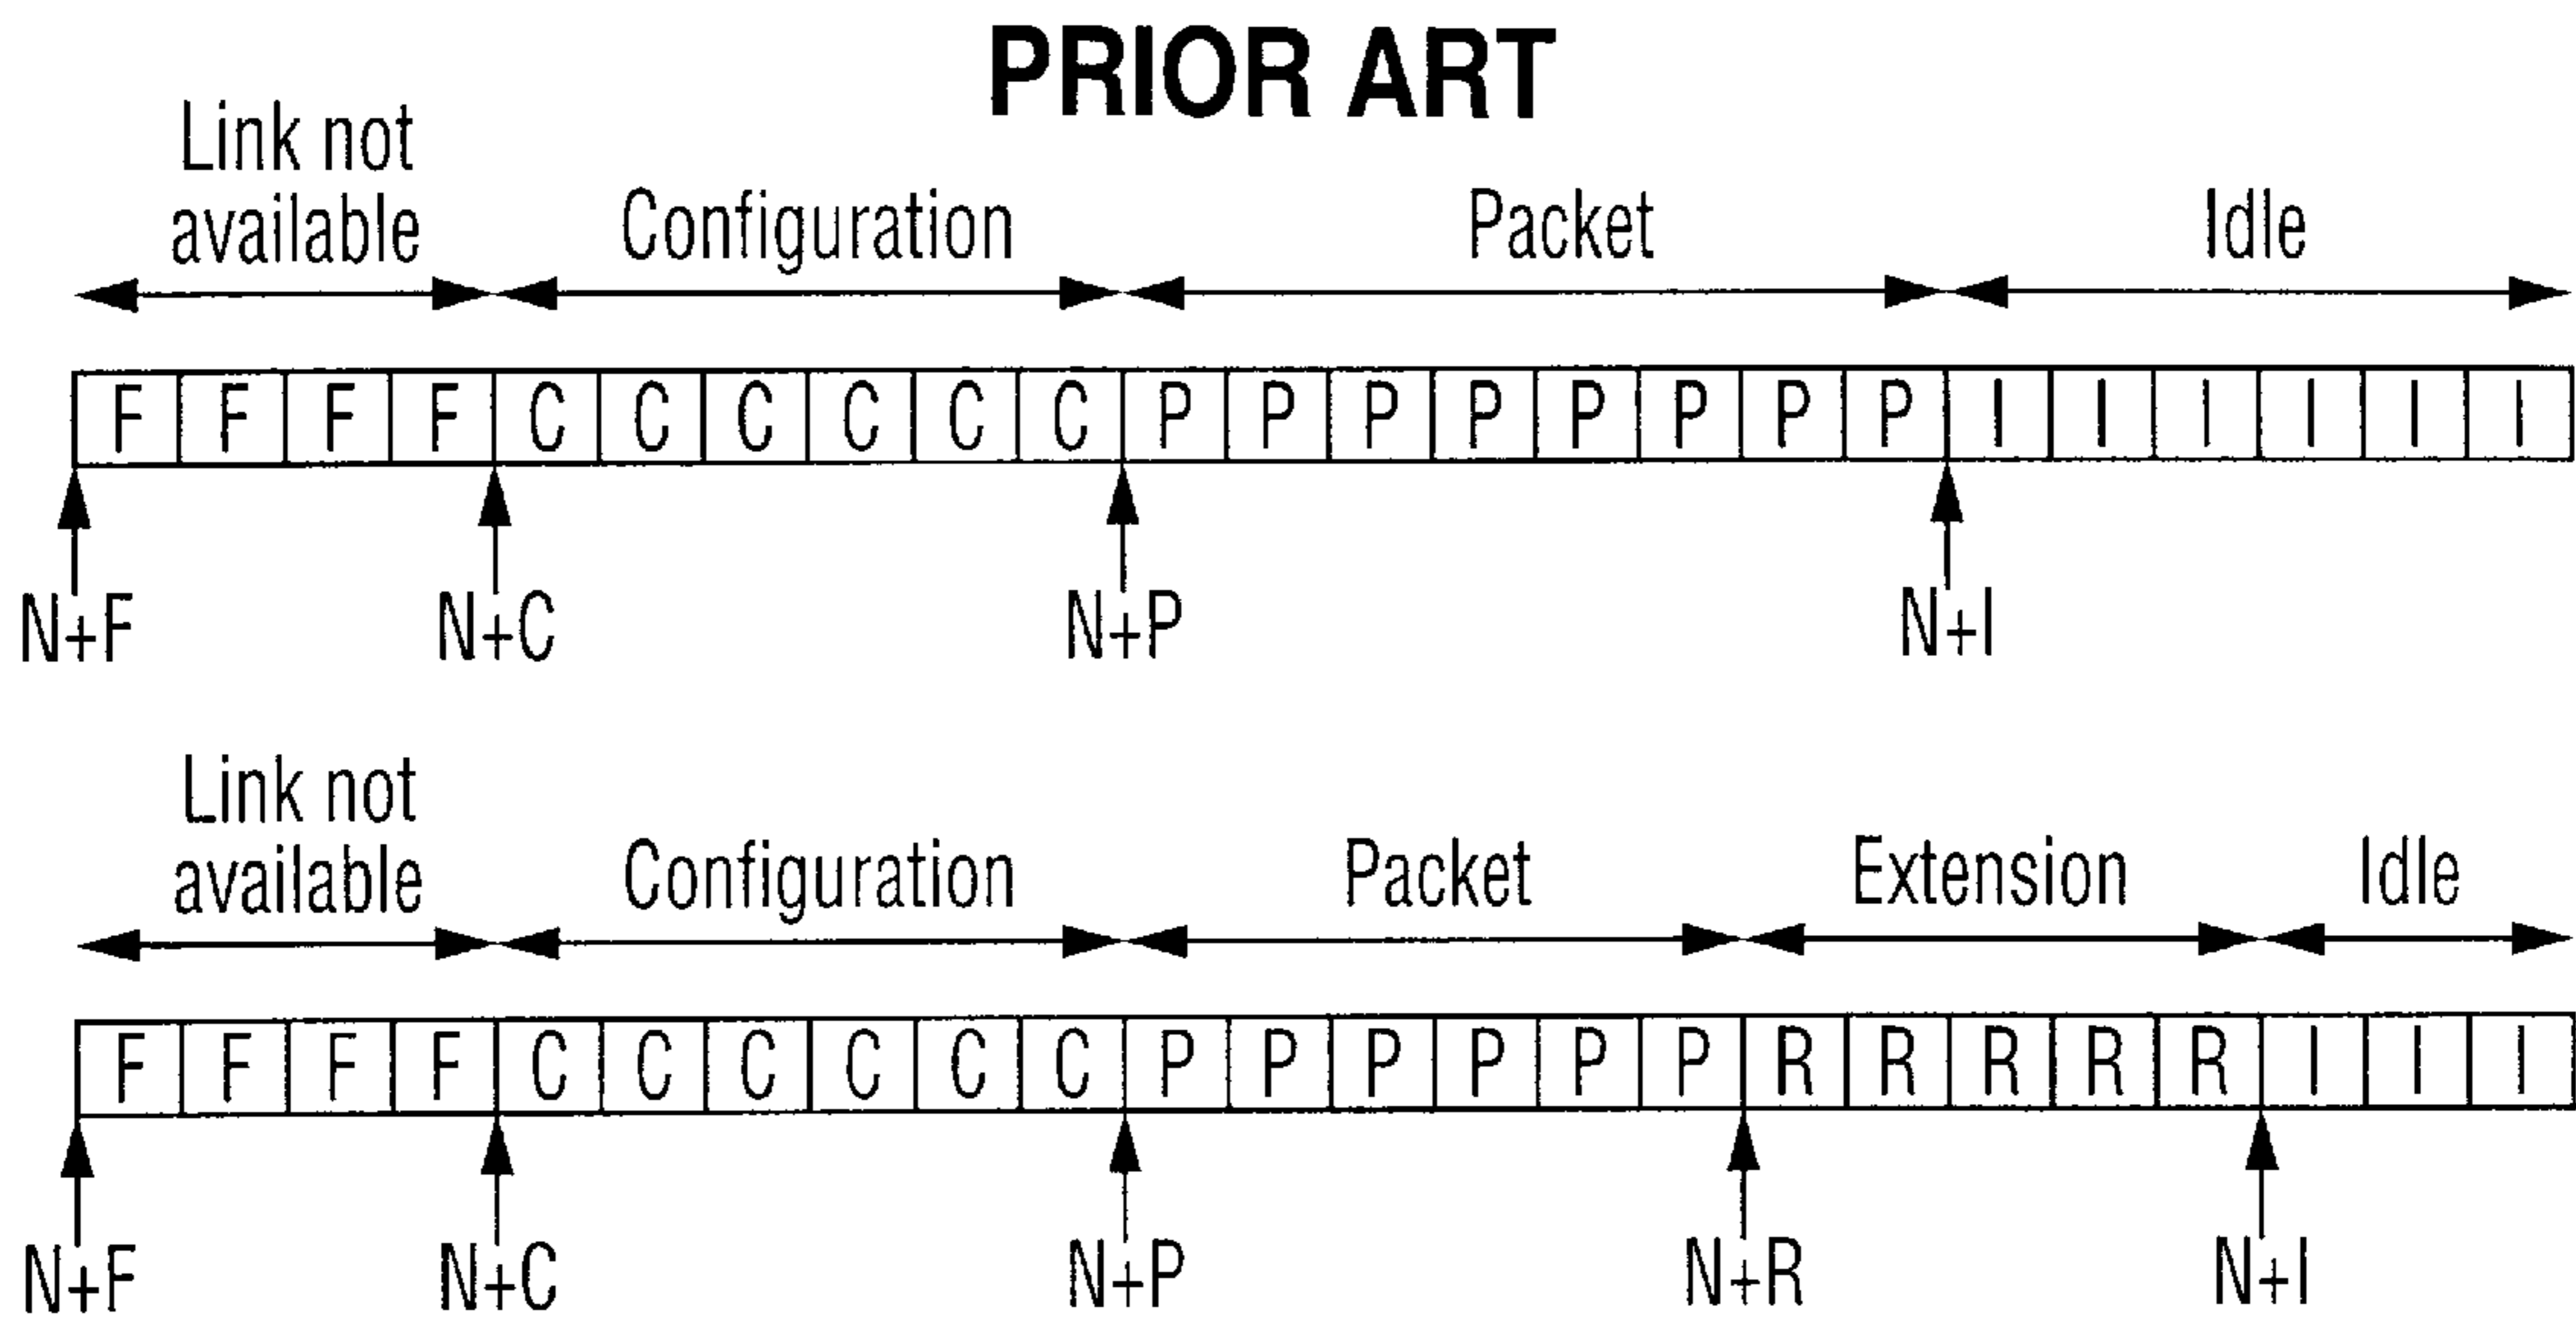 PRIOR ART
Link not
available
Configuration
Packet
Idle
F F F F C C C C C C P P P P P P P P I I I I I I
N+F N+C N+P N+I
Link not
available
Configuration
Packet
Extension
Idle
F F F F C C C C C C P P P P P P R R R R R I I I
N+F N+C N+P N+R N+I